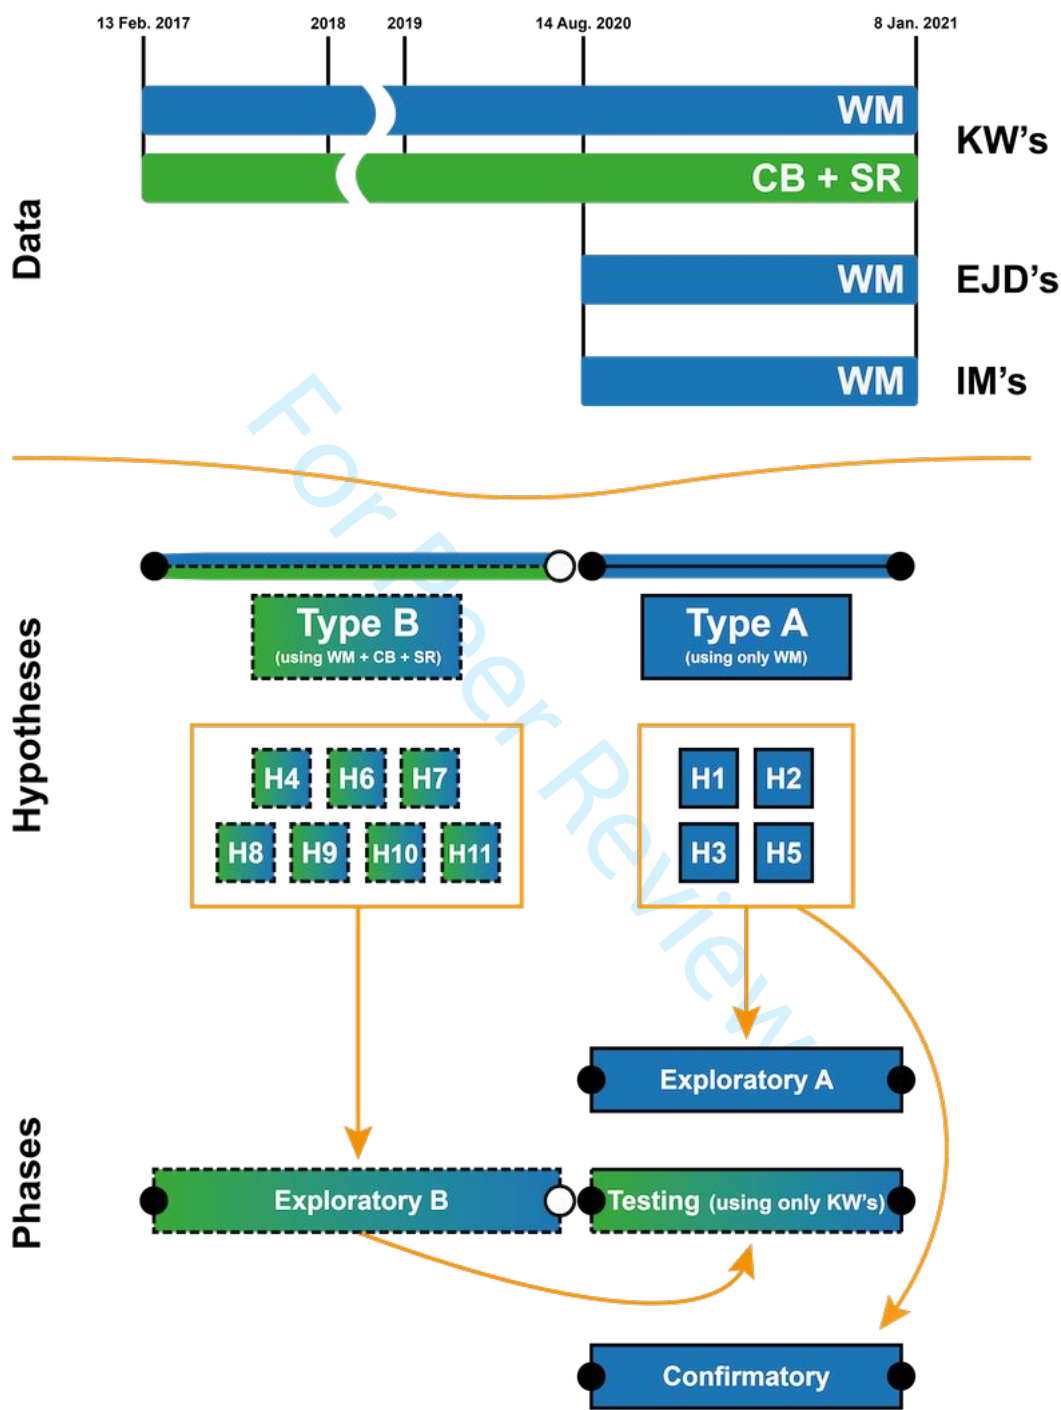 13 Feb. 2017 2018 2019 14 Aug. 2020 8 Jan. 2021
WM
KW's
CB + SR
Data
WM
EJD's
WM
IM's
For Peer Review
Hypotheses
Type B
(using WM + CB + SR)
Type A
(using only WM)
H4 H6 H7
H8 H9 H10 H11
H1 H2
H3 H5
Phases
Exploratory A
Exploratory B
Testing (using only KW's)
Confirmatory